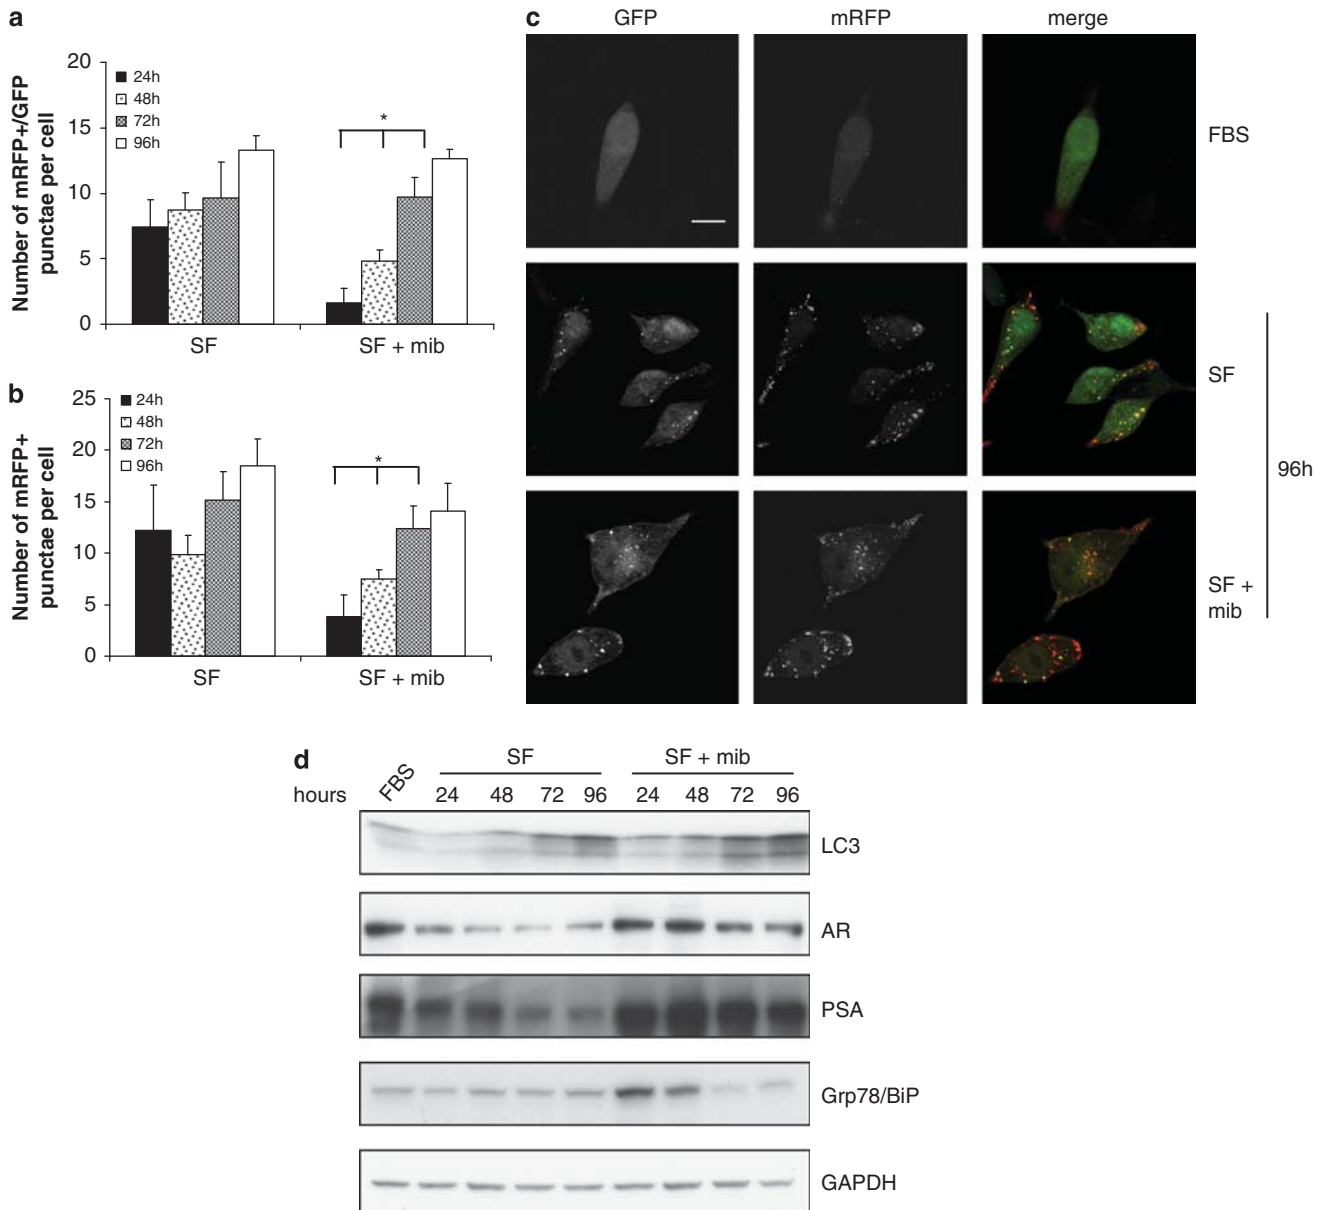 a
Number of mRFP+/GFP
punctae per cell
20
15
10
5
0
24h
48h
72h
96h
*
SF
SF + mib
b
Number of mRFP+
punctae per cell
25
20
15
10
5
0
24h
48h
72h
96h
*
SF
SF + mib
c
GFP
mRFP
merge
FBS
SF
SF +
mib
96h
d
SF
SF + mib
hours
FBS
24 48 72 96 24 48 72 96
LC3
AR
PSA
Grp78/BiP
GAPDH